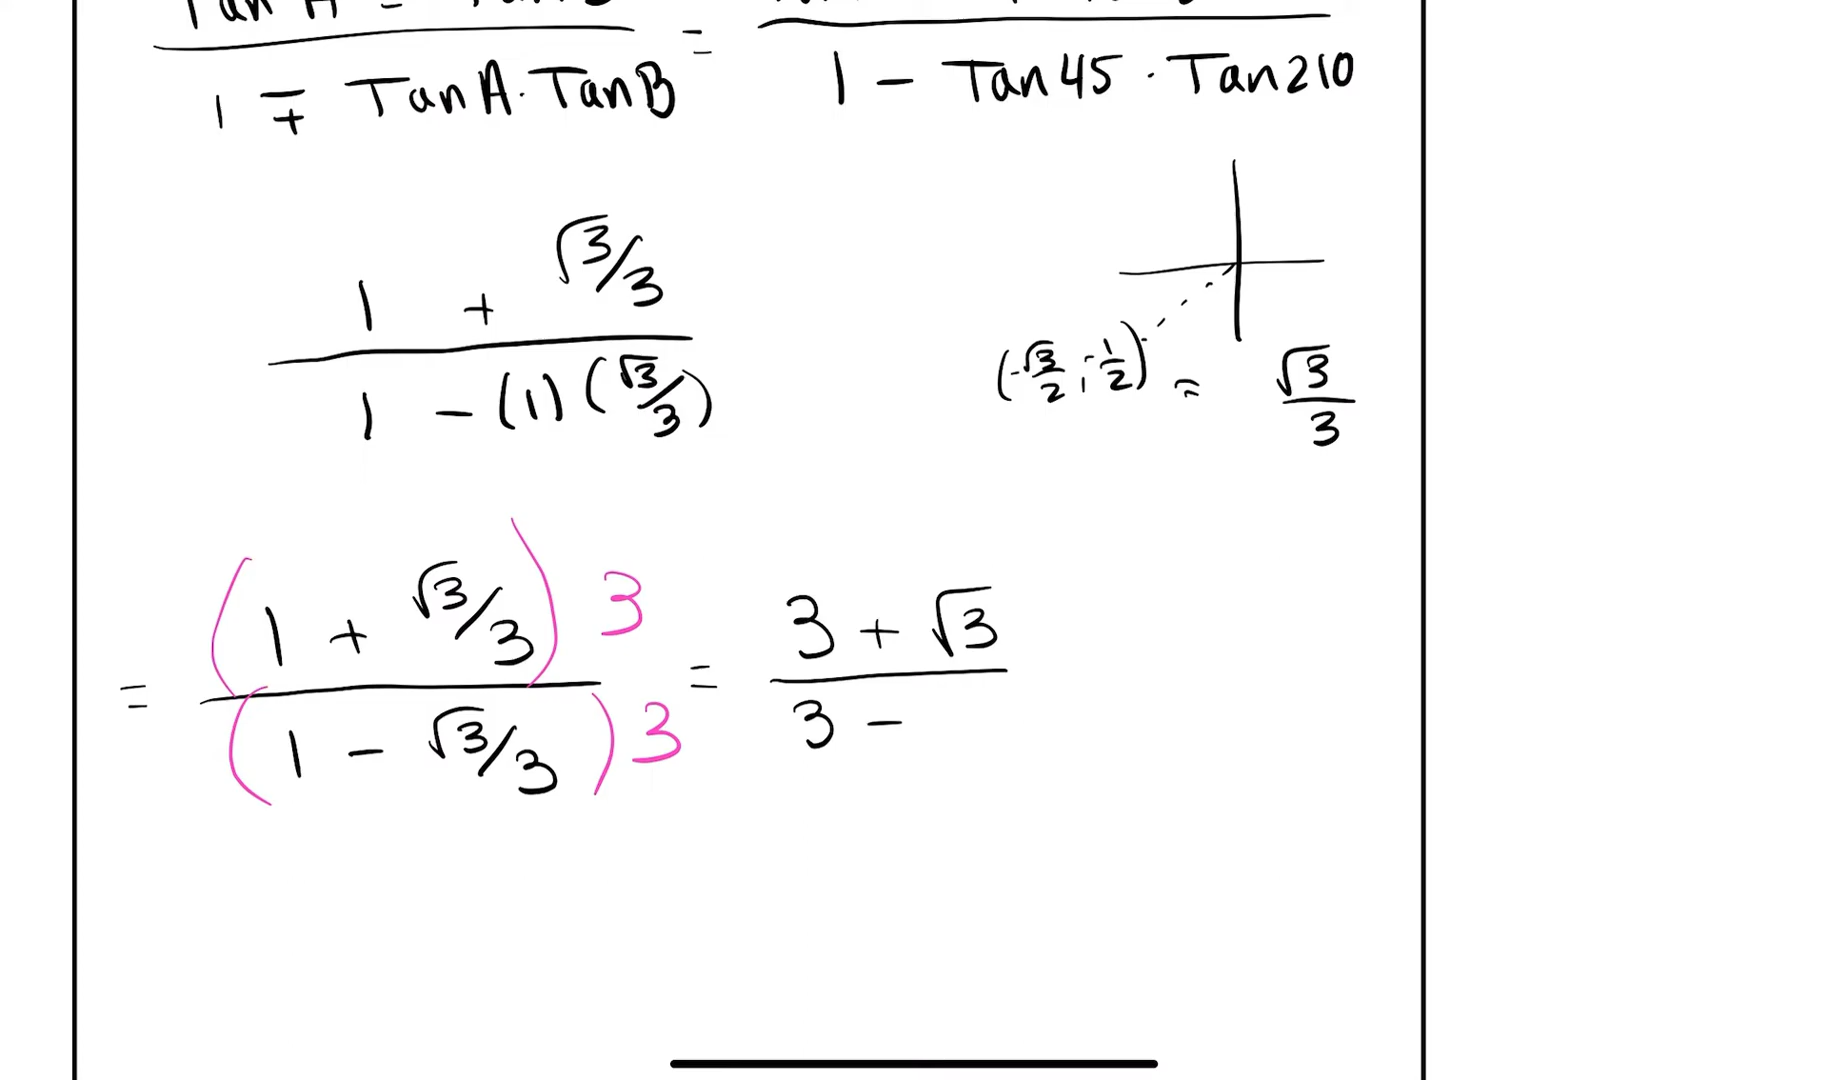 1 ∓ TanA·TanB = 1 − Tan45 · Tan210
1 + √3/3
1 − (1)(√3/3)
(-√3/2, -1/2) = √3/3
= (1 + √3/3)3 / (1 − √3/3)3 = 3 + √3 / 3 −